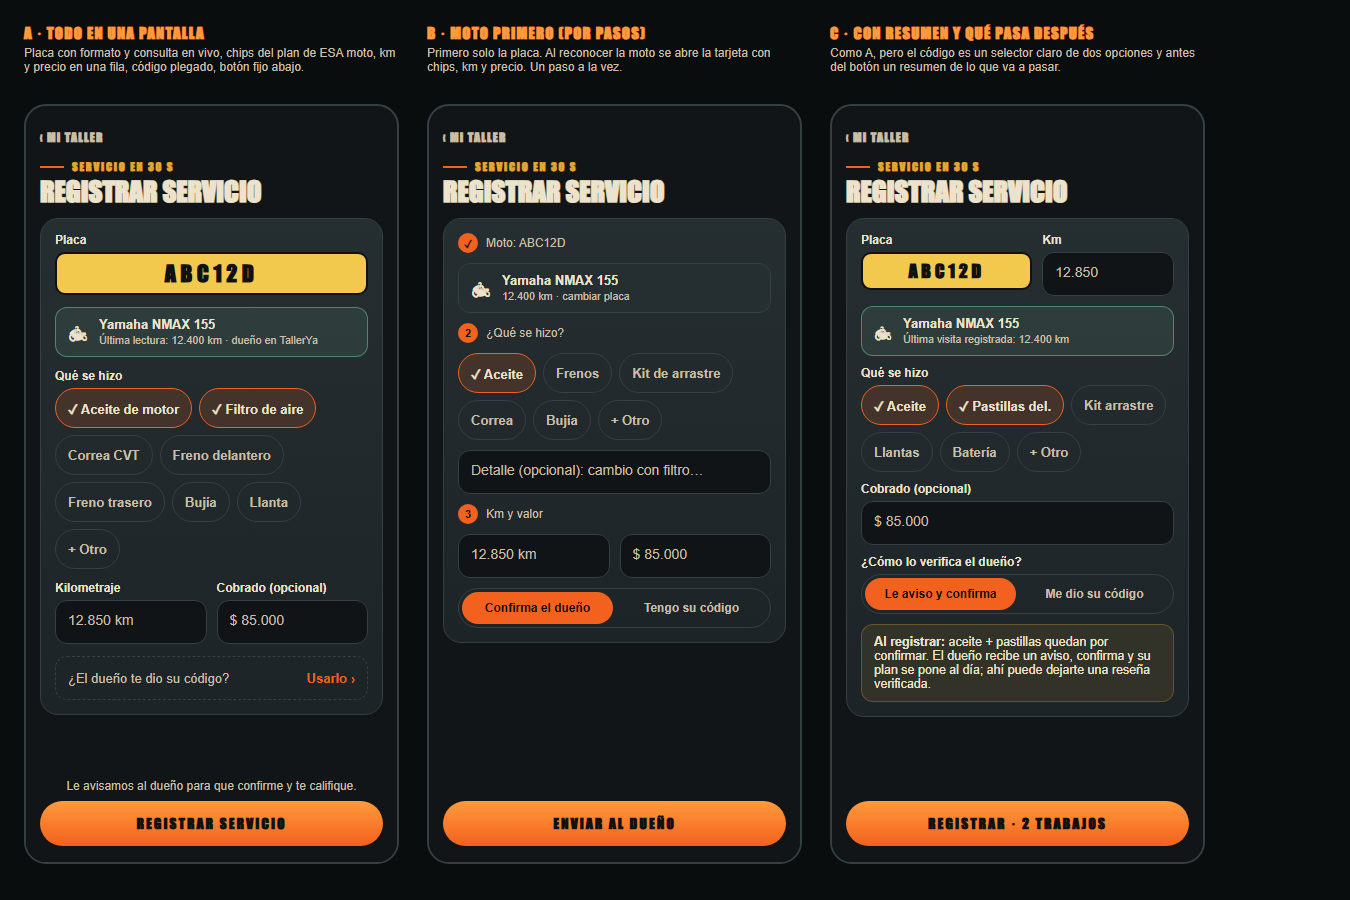 A · TODO EN UNA PANTALLA
Placa con formato y consulta en vivo, chips del plan de ESA moto, km
y precio en una fila, código plegado, botón fijo abajo.
‹ MI TALLER
SERVICIO EN 30 S
REGISTRAR SERVICIO
Placa
ABC12D
Yamaha NMAX 155
Última lectura: 12.400 km · dueño en TallerYa
Qué se hizo
✓ Aceite de motor
✓ Filtro de aire
Correa CVT
Freno delantero
Freno trasero
Bujía
Llanta
+ Otro
Kilometraje
Cobrado (opcional)
12.850 km
$ 85.000
¿El dueño te dio su código?
Usarlo ›
Le avisamos al dueño para que confirme y te califique.
REGISTRAR SERVICIO
B · MOTO PRIMERO (POR PASOS)
Primero solo la placa. Al reconocer la moto se abre la tarjeta con
chips, km y precio. Un paso a la vez.
‹ MI TALLER
SERVICIO EN 30 S
REGISTRAR SERVICIO
✓ Moto: ABC12D
Yamaha NMAX 155
12.400 km · cambiar placa
2 ¿Qué se hizo?
✓ Aceite
Frenos
Kit de arrastre
Correa
Bujía
+ Otro
Detalle (opcional): cambio con filtro…
3 Km y valor
12.850 km
$ 85.000
Confirma el dueño
Tengo su código
ENVIAR AL DUEÑO
C · CON RESUMEN Y QUÉ PASA DESPUÉS
Como A, pero el código es un selector claro de dos opciones y antes
del botón un resumen de lo que va a pasar.
‹ MI TALLER
SERVICIO EN 30 S
REGISTRAR SERVICIO
Placa
Km
ABC12D
12.850
Yamaha NMAX 155
Última visita registrada: 12.400 km
Qué se hizo
✓ Aceite
✓ Pastillas del.
Kit arrastre
Llantas
Batería
+ Otro
Cobrado (opcional)
$ 85.000
¿Cómo lo verifica el dueño?
Le aviso y confirma
Me dio su código
Al registrar: aceite + pastillas quedan por
confirmar. El dueño recibe un aviso, confirma y su
plan se pone al día; ahí puede dejarte una reseña
verificada.
REGISTRAR · 2 TRABAJOS